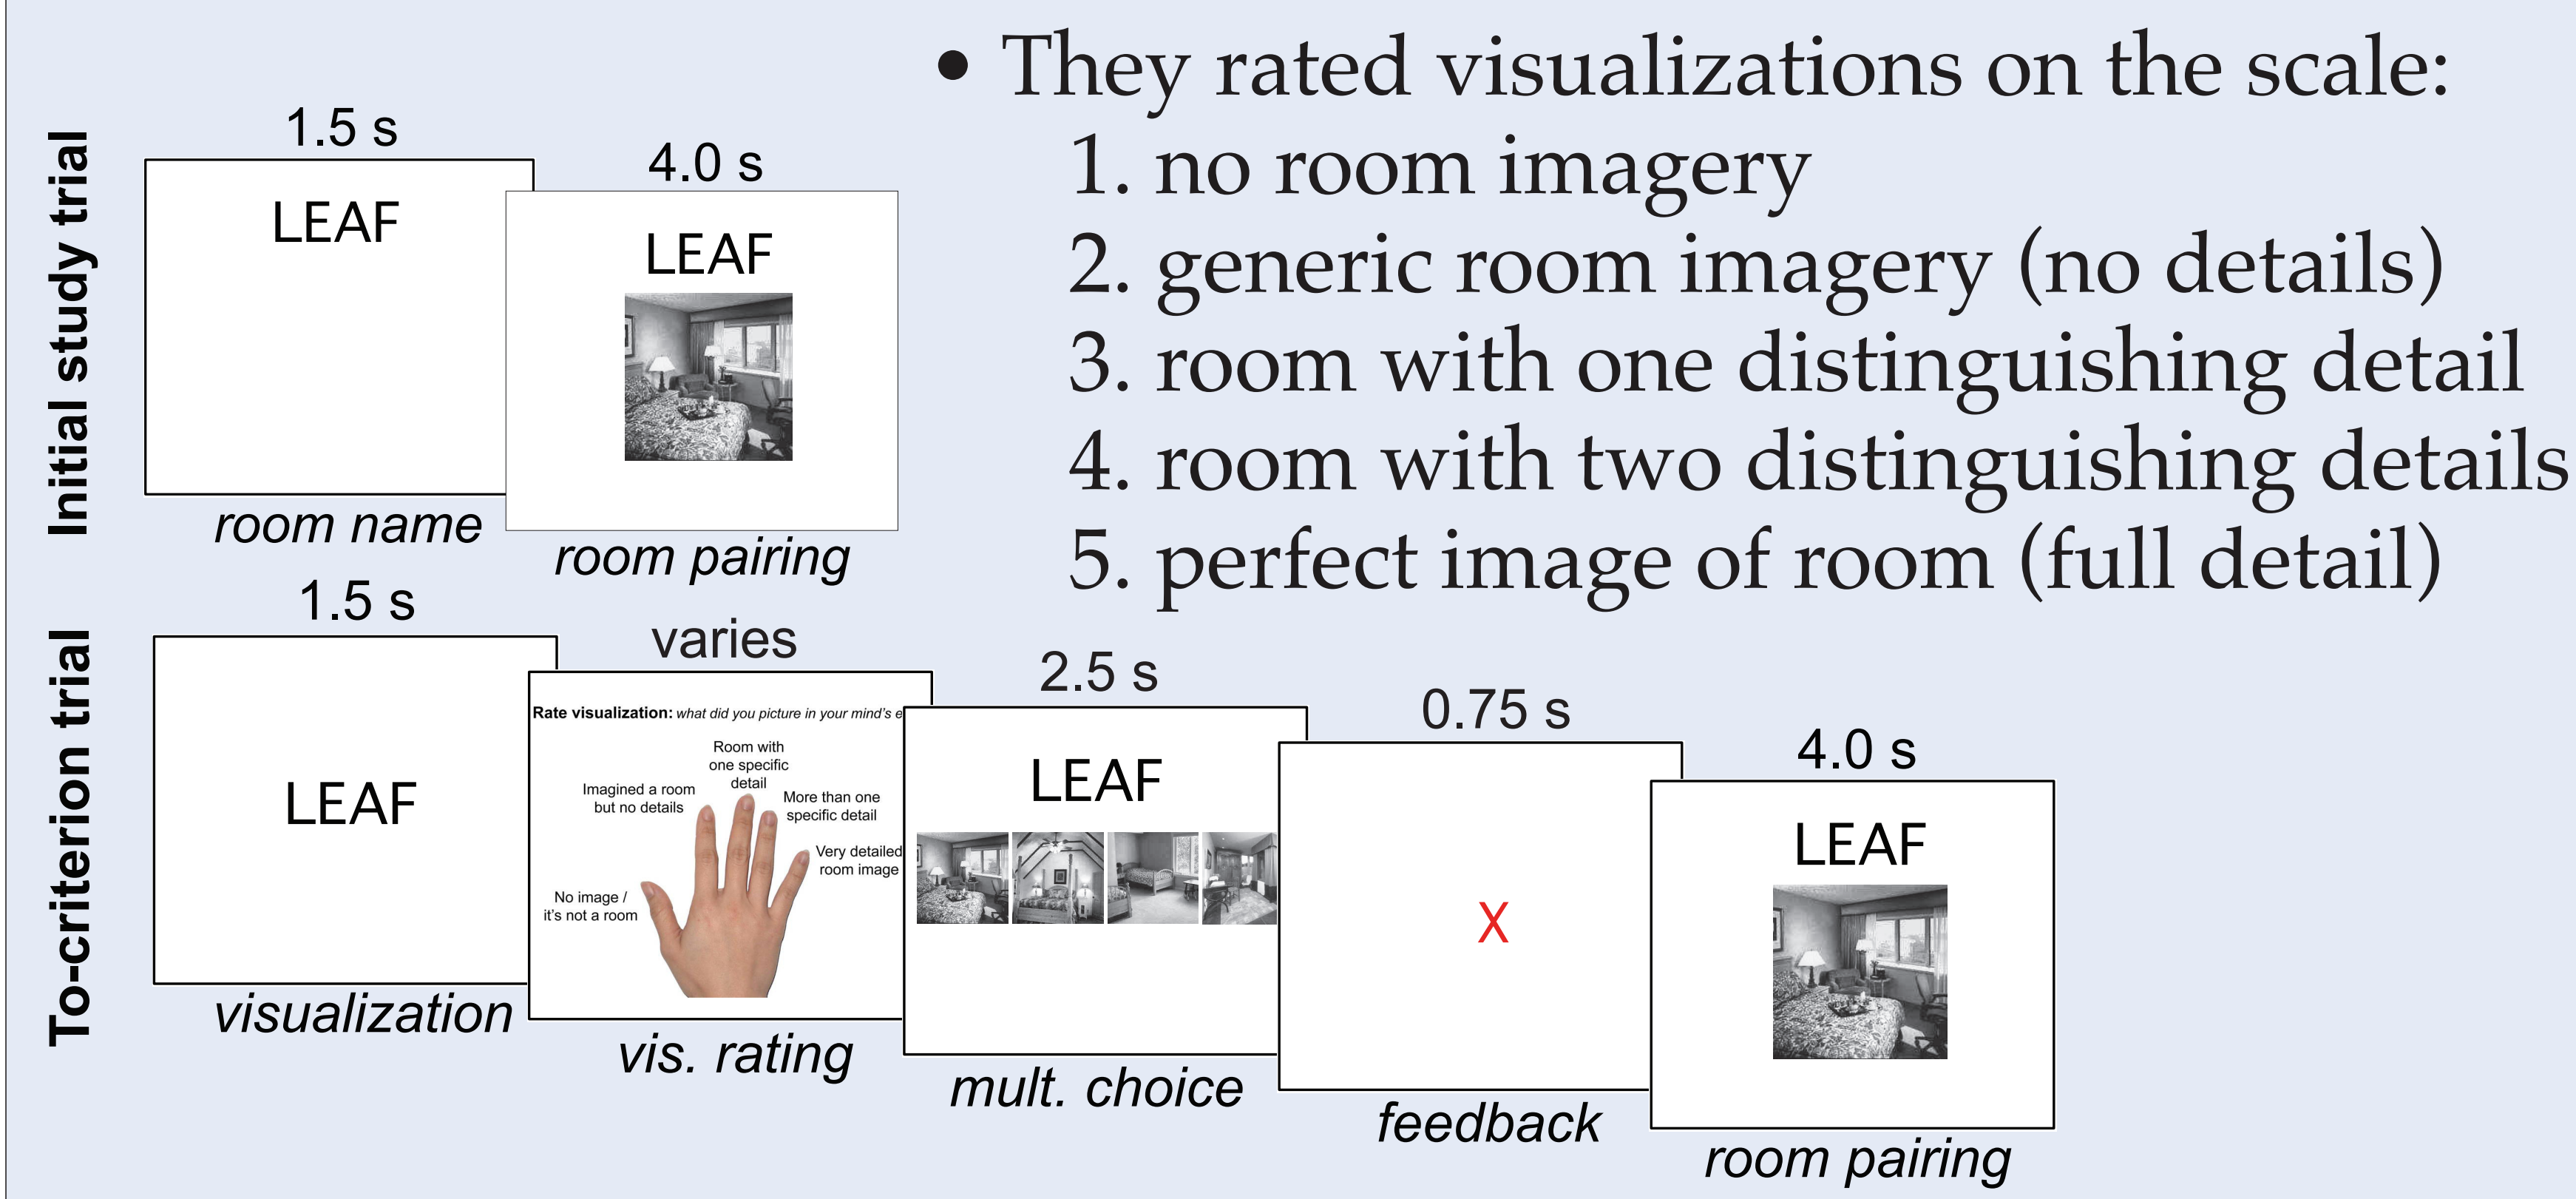 • They rated visualizations on the scale:
1. no room imagery
2. generic room imagery (no details)
3. room with one distinguishing detail
4. room with two distinguishing details
5. perfect image of room (full detail)
Initial study trial
1.5 s
LEAF
room name
4.0 s
LEAF
room pairing
To-criterion trial
1.5 s
LEAF
visualization
varies
Rate visualization: what did you picture in your mind's e
Room with
one specific
detail
Imagined a room
but no details
More than one
specific detail
Very detailed
room image
No image /
it's not a room
vis. rating
2.5 s
LEAF
mult. choice
0.75 s
X
feedback
4.0 s
LEAF
room pairing